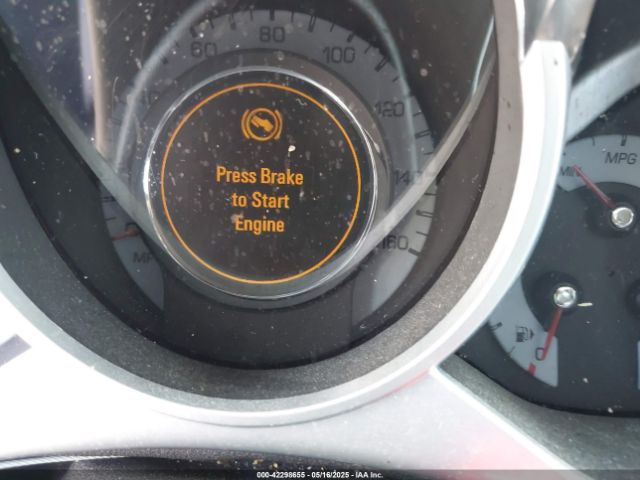 60
80
100
120
140
160
Press Brake
to Start
Engine
MPG
MIN
0
000-42298655 - 05/16/2025 - IAA Inc.